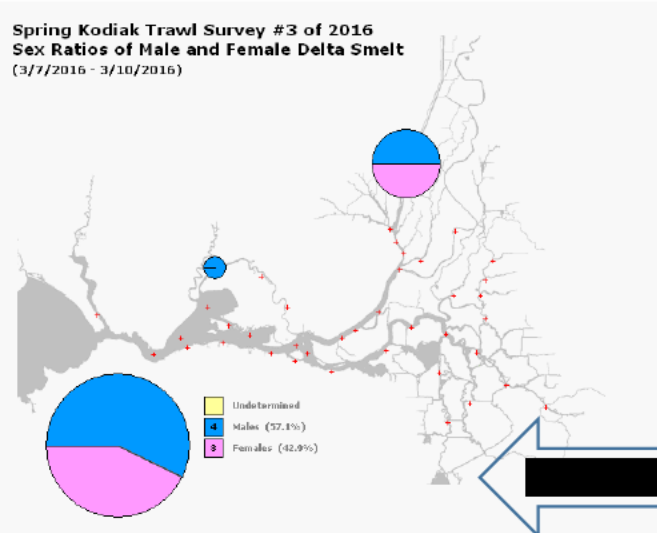 Spring Kodiak Trawl Survey #3 of 2016
Sex Ratios of Male and Female Delta Smelt
(3/7/2016 - 3/10/2016)
Undetermined
4 Males (57.1%)
3 Females (42.9%)